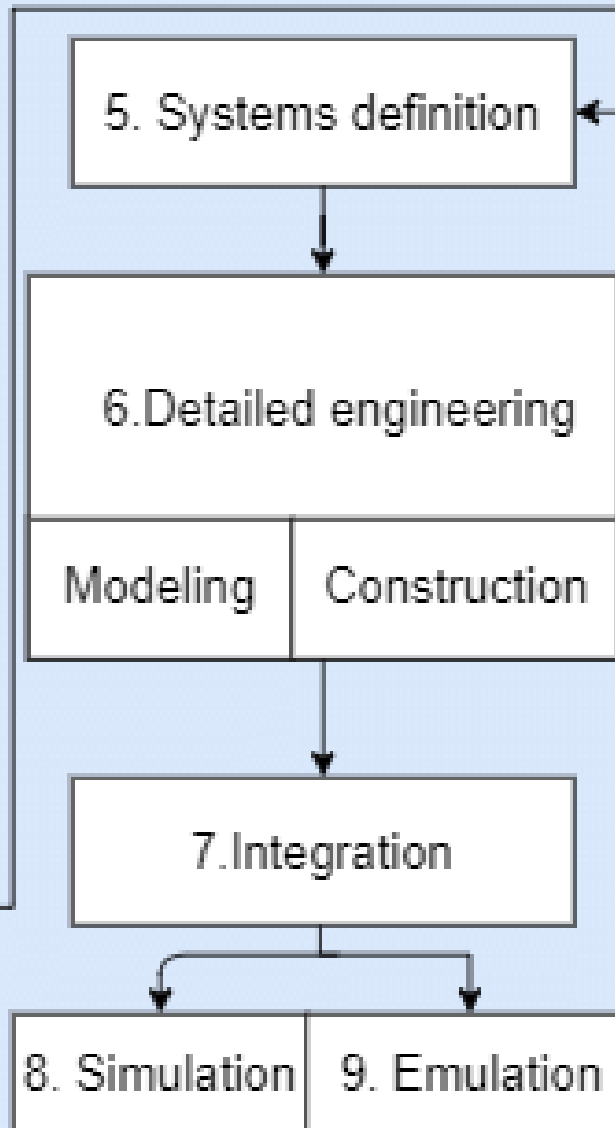 5. Systems definition
6.Detailed engineering
Modeling
Construction
7.Integration
8. Simulation
9. Emulation